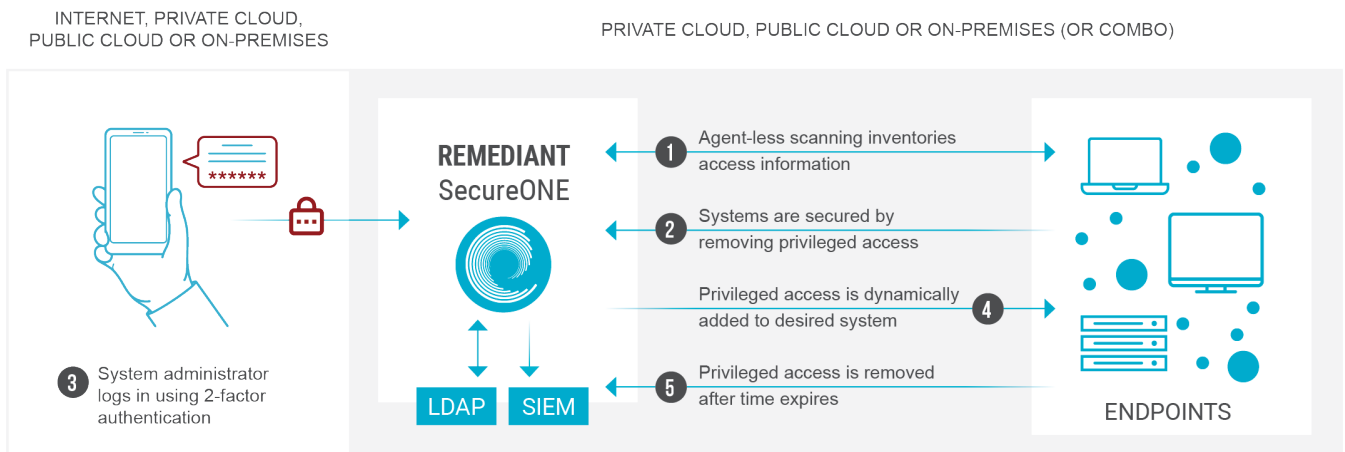 INTERNET, PRIVATE CLOUD,
PUBLIC CLOUD OR ON-PREMISES
PRIVATE CLOUD, PUBLIC CLOUD OR ON-PREMISES (OR COMBO)
******
3
System administrator
logs in using 2-factor
authentication
REMEDIANT
SecureONE
LDAP
SIEM
1
Agent-less scanning inventories
access information
2
Systems are secured by
removing privileged access
Privileged access is dynamically
added to desired system
4
5
Privileged access is removed
after time expires
ENDPOINTS